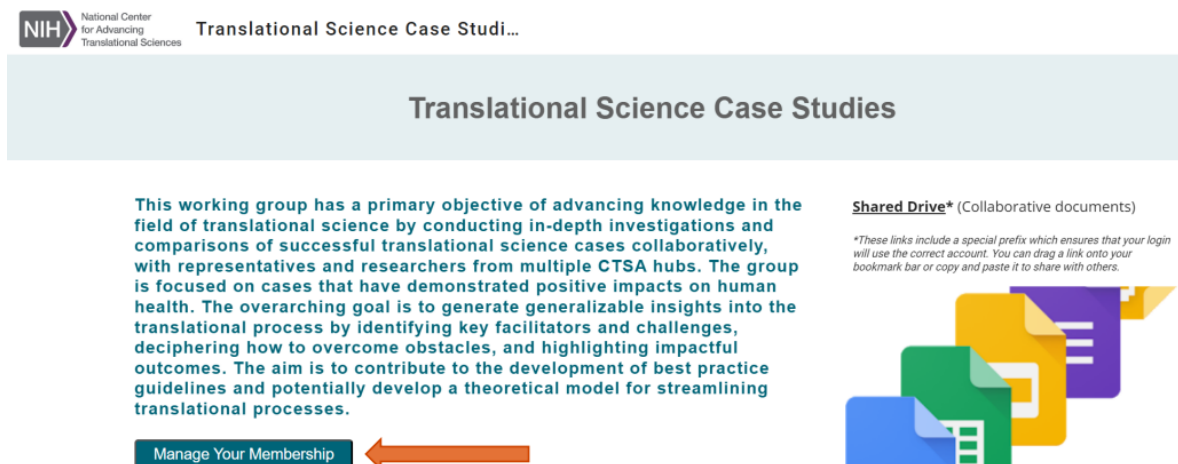 NIH
National Center
for Advancing
Translational Sciences
Translational Science Case Studi...
Translational Science Case Studies
This working group has a primary objective of advancing knowledge in the
field of translational science by conducting in-depth investigations and
comparisons of successful translational science cases collaboratively,
with representatives and researchers from multiple CTSA hubs. The group
is focused on cases that have demonstrated positive impacts on human
health. The overarching goal is to generate generalizable insights into the
translational process by identifying key facilitators and challenges,
deciphering how to overcome obstacles, and highlighting impactful
outcomes. The aim is to contribute to the development of best practice
guidelines and potentially develop a theoretical model for streamlining
translational processes.
Manage Your Membership
Shared Drive* (Collaborative documents)
*These links include a special prefix which ensures that your login
will use the correct account. You can drag a link onto your
bookmark bar or copy and paste it to share with others.